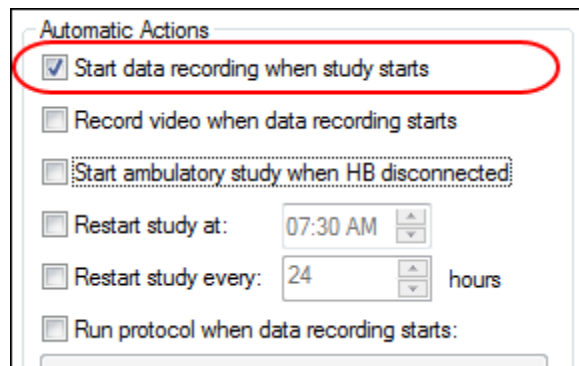 Automatic Actions
Start data recording when study starts
Record video when data recording starts
Start ambulatory study when HB disconnected
Restart study at: 07:30 AM
Restart study every: 24 hours
Run protocol when data recording starts: